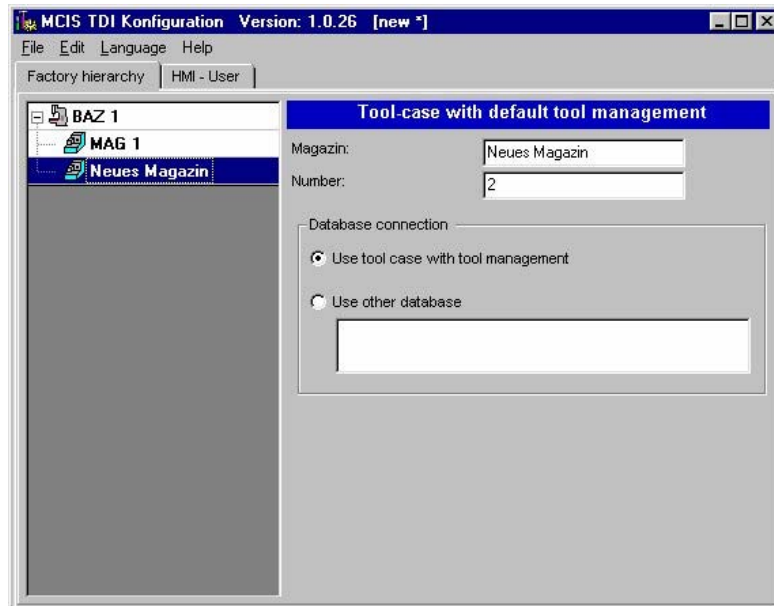 MCIS TDI Konfiguration Version: 1.0.26 [new *]
File Edit Language Help
Factory hierarchy HMI - User
BAZ 1
MAG 1
Neues Magazin
Tool-case with default tool management
Magazin: Neues Magazin
Number: 2
Database connection
Use tool case with tool management
Use other database